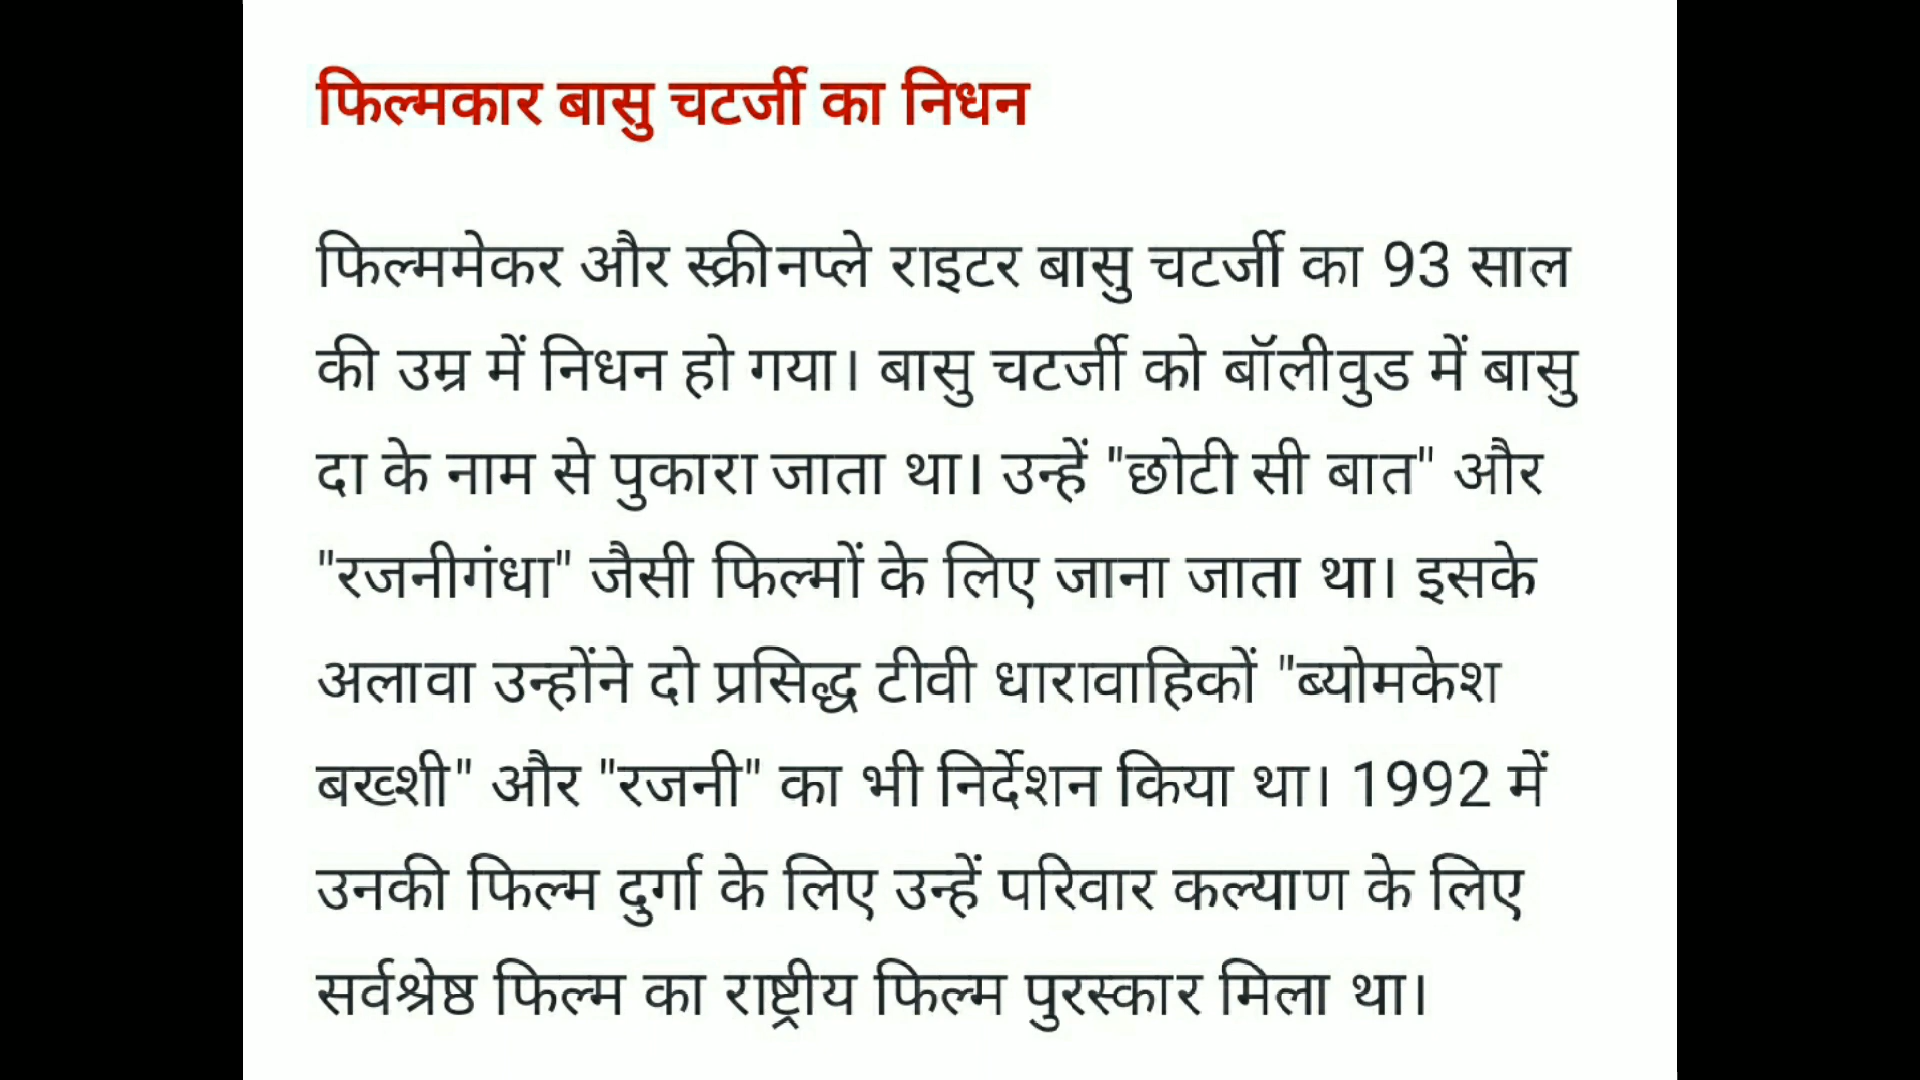 फिल्मकार बासु चटर्जी का निधन
फिल्ममेकर और स्क्रीनप्ले राइटर बासु चटर्जी का 93 साल
की उम्र में निधन हो गया। बासु चटर्जी को बॉलीवुड में बासु
दा के नाम से पुकारा जाता था। उन्हें "छोटी सी बात" और
"रजनीगंधा" जैसी फिल्मों के लिए जाना जाता था। इसके
अलावा उन्होंने दो प्रसिद्ध टीवी धारावाहिकों "ब्योमकेश
बख्शी" और "रजनी" का भी निर्देशन किया था। 1992 में
उनकी फिल्म दुर्गा के लिए उन्हें परिवार कल्याण के लिए
सर्वश्रेष्ठ फिल्म का राष्ट्रीय फिल्म पुरस्कार मिला था।